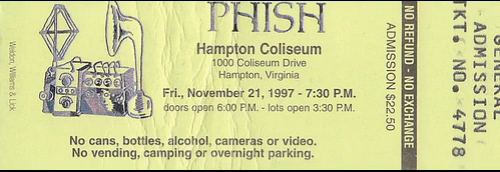 PHISH
Hampton Coliseum
1000 Coliseum Drive
Hampton, Virginia
Fri., November 21, 1997 - 7:30 P.M.
doors open 6:00 P.M. - lots open 3:30 P.M.
No cans, bottles, alcohol, cameras or video.
No vending, camping or overnight parking.
Weldon, Williams & Lick
ADMISSION $22.50
NO REFUND - NO EXCHANGE
GENERAL
ADMISSION
TKT. NO. 4778